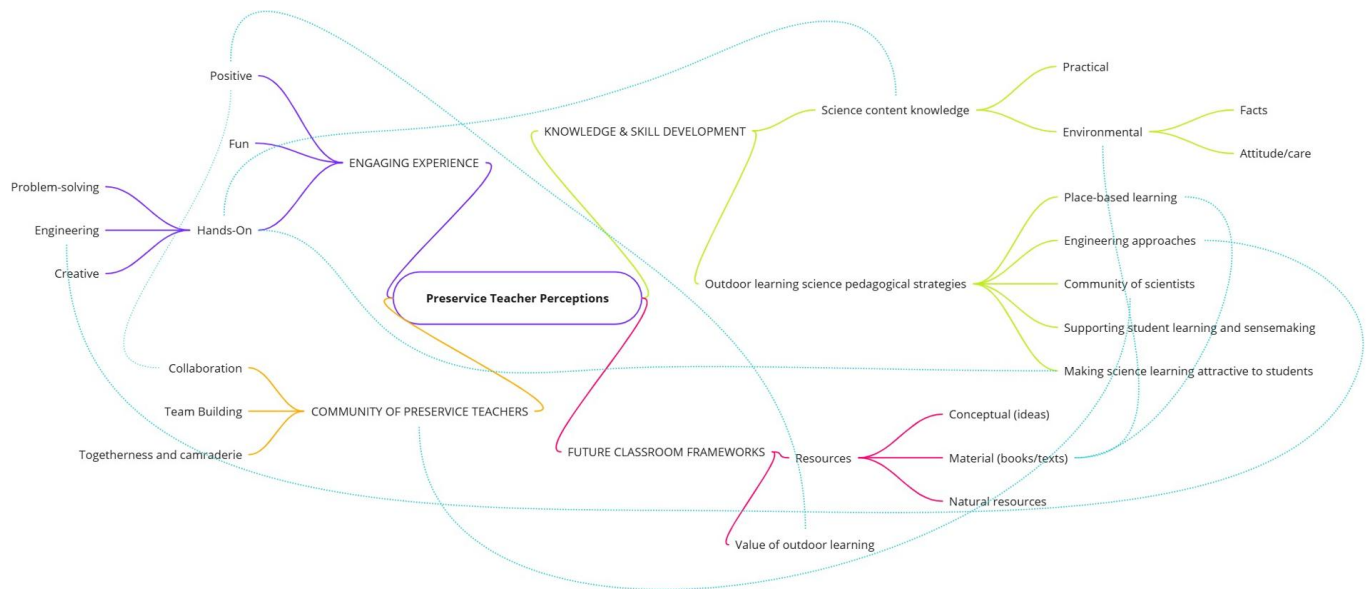 Positive
Fun
ENGAGING EXPERIENCE
Problem-solving
Engineering
Hands-On
Creative
Preservice Teacher Perceptions
Collaboration
Team Building
COMMUNITY OF PRESERVICE TEACHERS
Togetherness and camraderie
KNOWLEDGE & SKILL DEVELOPMENT
Science content knowledge
Practical
Environmental
Facts
Attitude/care
Outdoor learning science pedagogical strategies
Place-based learning
Engineering approaches
Community of scientists
Supporting student learning and sensemaking
Making science learning attractive to students
FUTURE CLASSROOM FRAMEWORKS
Resources
Conceptual (ideas)
Material (books/texts)
Natural resources
Value of outdoor learning